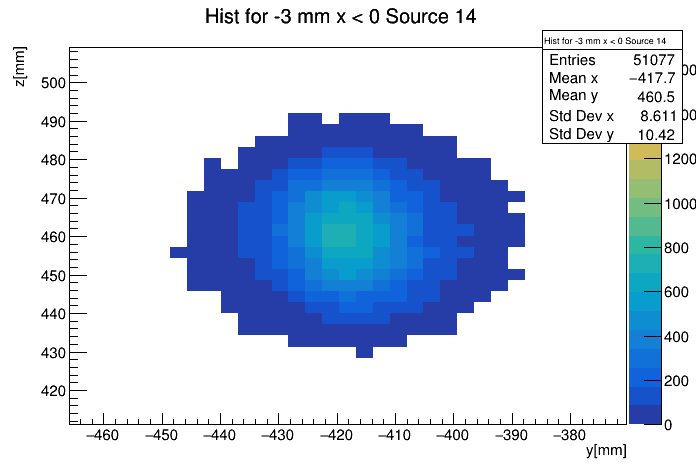 Hist for -3 mm x < 0 Source 14
z[mm]
Hist for -3 mm x < 0 Source 14
Entries 51077
Mean x −417.7
Mean y 460.5
Std Dev x 8.611
Std Dev y 10.42
500
490
480
470
460
450
440
430
420
−460 −450 −440 −430 −420 −410 −400 −390 −380
y[mm]
1200
1000
800
600
400
200
0